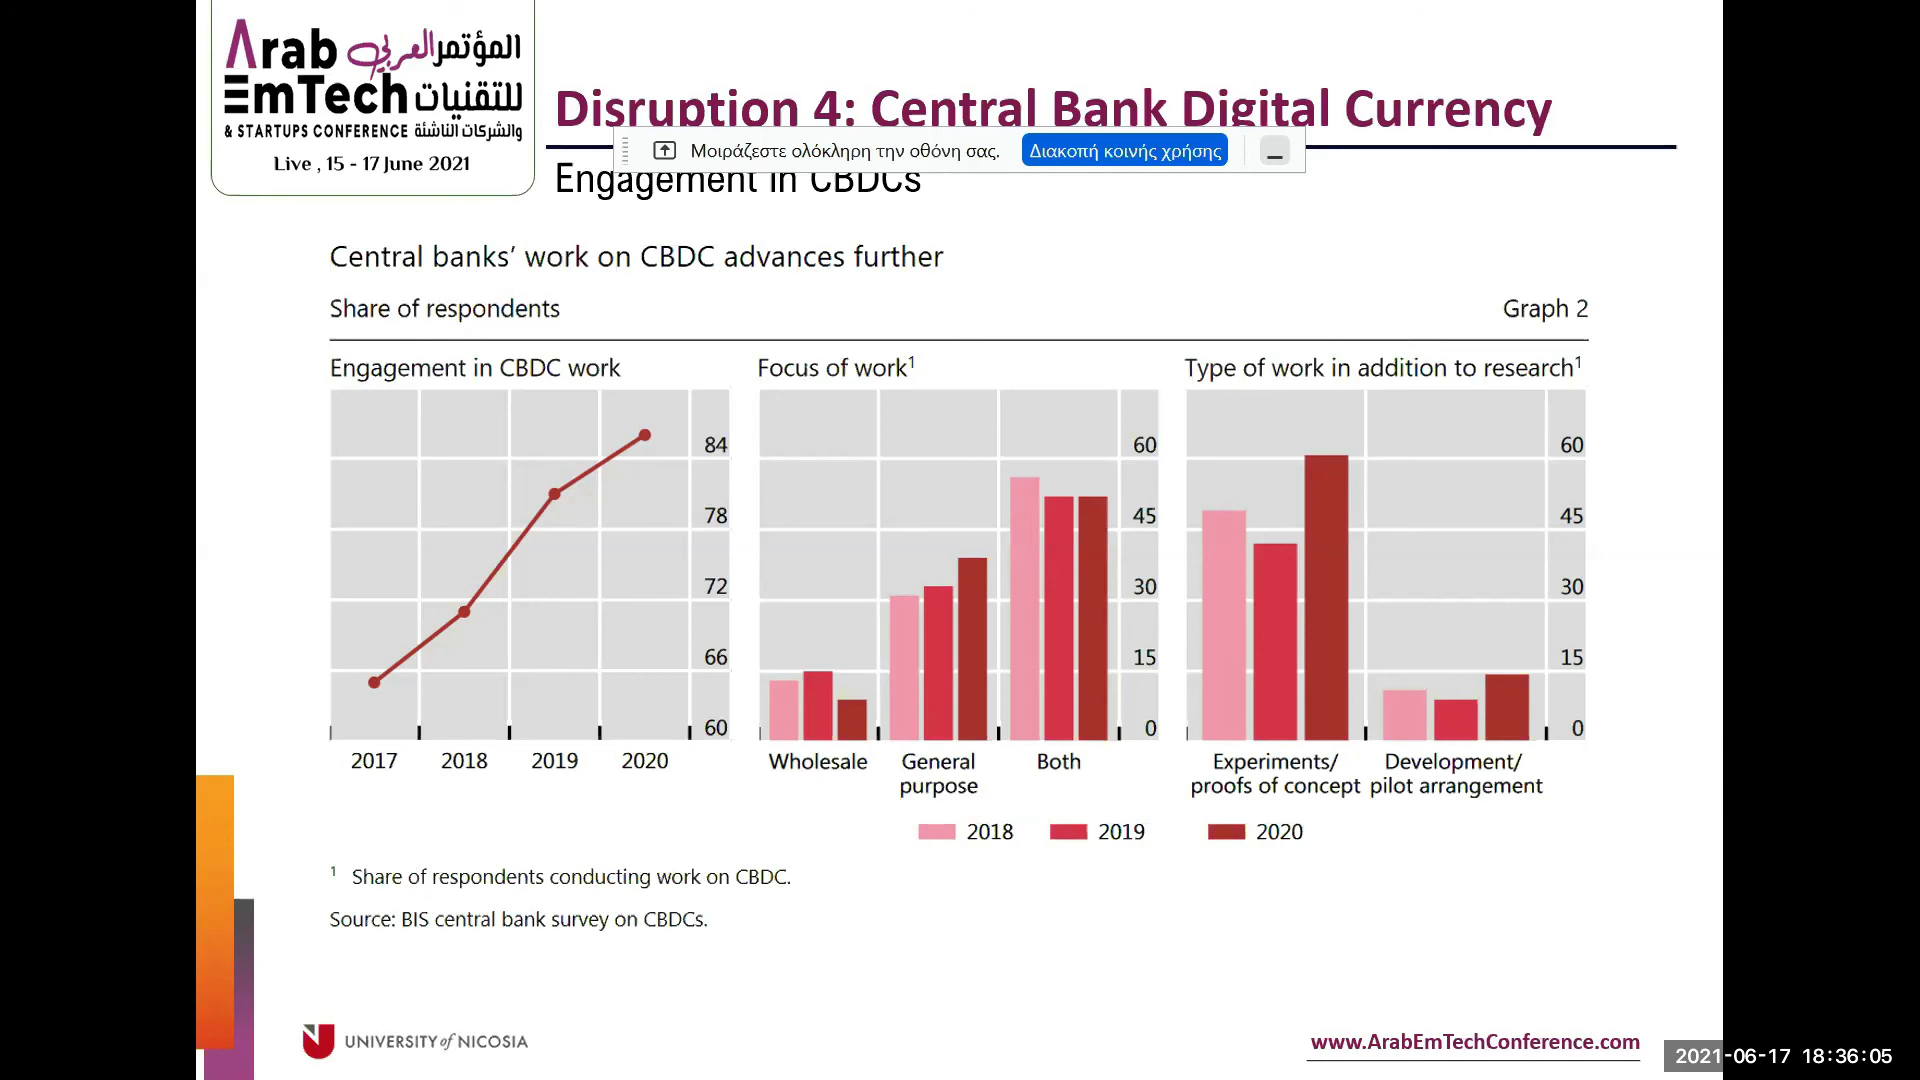 Arab المؤتمر العربي
EmTech للتقنيات
& STARTUPS CONFERENCE والشركات الناشئة
Live , 15 - 17 June 2021
Disruption 4: Central Bank Digital Currency
Μοιράζεστε ολόκληρη την οθόνη σας. Διακοπή κοινής χρήσης
Engagement in CBDCs
Central banks’ work on CBDC advances further
Share of respondents Graph 2
Engagement in CBDC work
84
78
72
66
60
2017 2018 2019 2020
Focus of work1
60
45
30
15
0
Wholesale General Both
purpose
Type of work in addition to research1
60
45
30
15
0
Experiments/ Development/
proofs of concept pilot arrangement
2018 2019 2020
1 Share of respondents conducting work on CBDC.
Source: BIS central bank survey on CBDCs.
UNIVERSITY of NICOSIA
www.ArabEmTechConference.com
2021-06-17 18:36:05